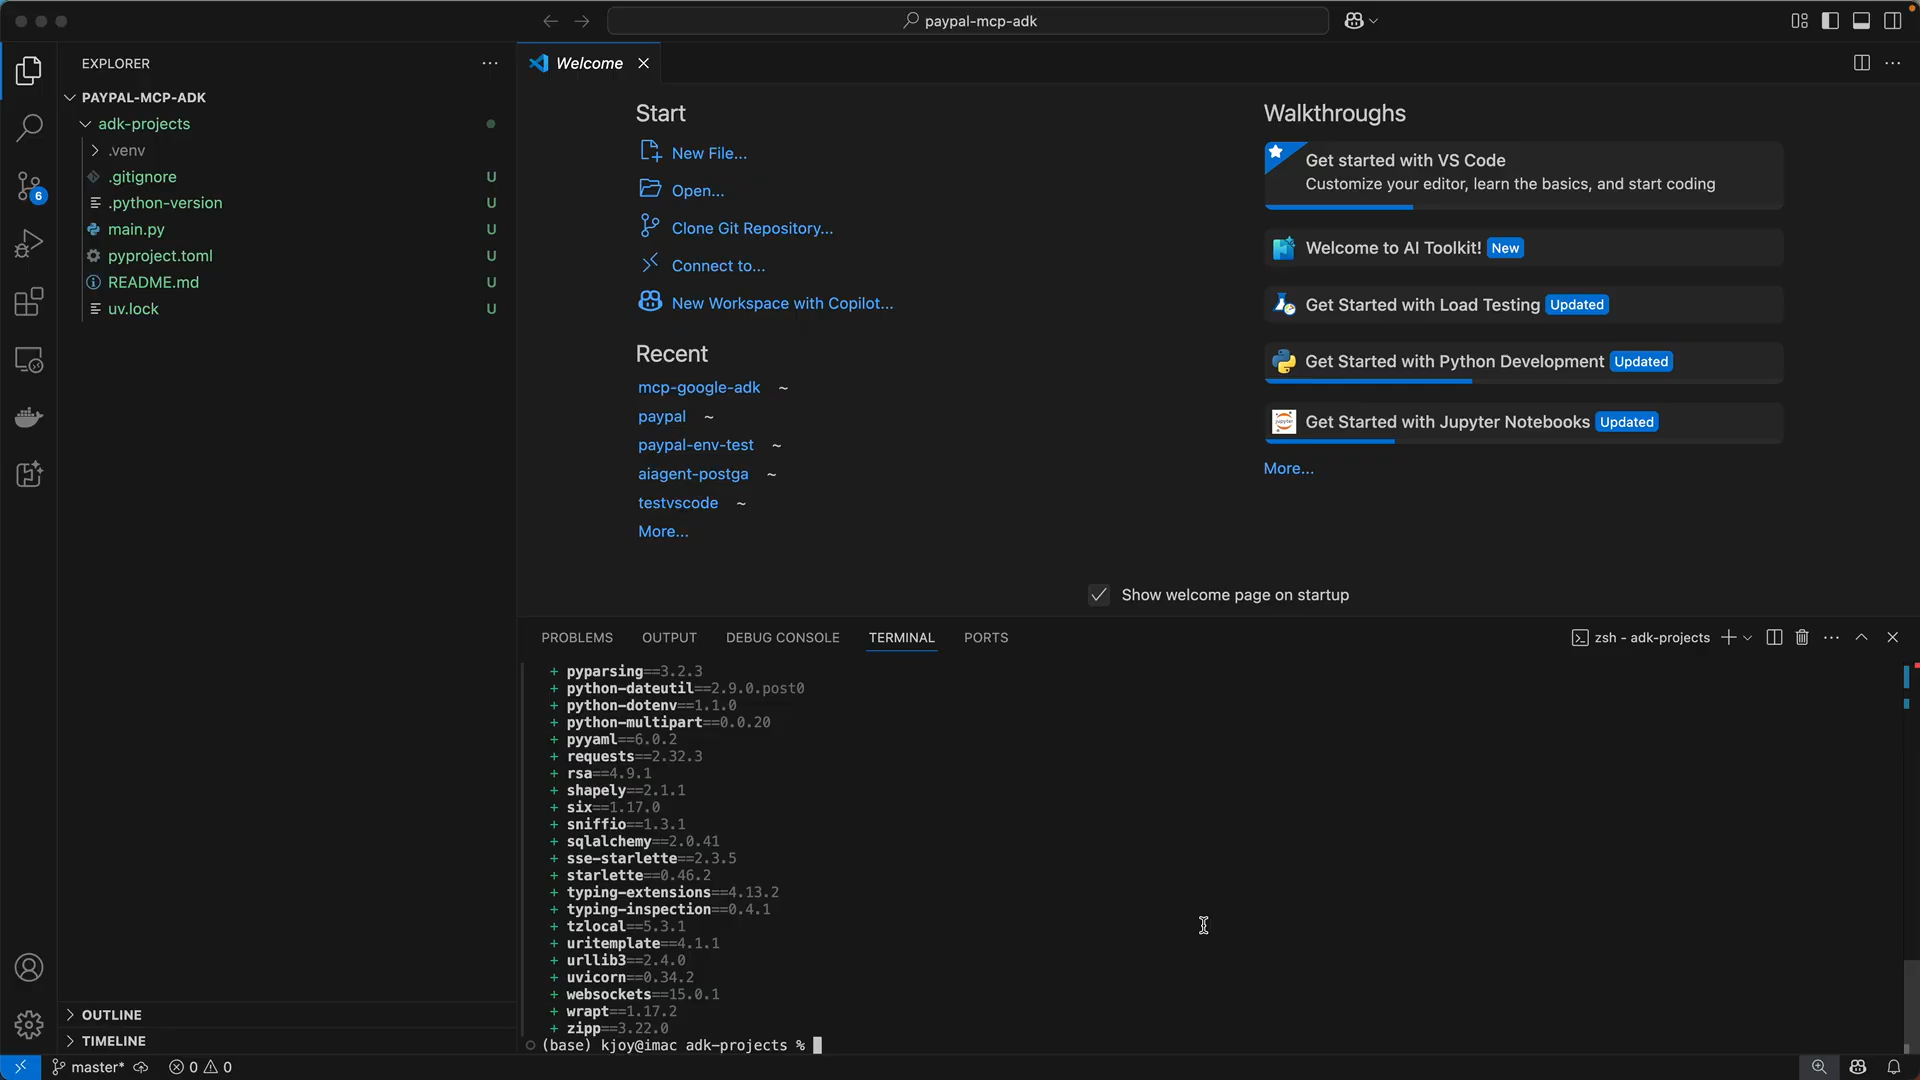 paypal-mcp-adk
EXPLORER
PAYPAL-MCP-ADK
adk-projects
.venv
.gitignore U
.python-version U
main.py U
pyproject.toml U
README.md U
uv.lock U
6
OUTLINE
TIMELINE
Welcome
Start
New File...
Open...
Clone Git Repository...
Connect to...
New Workspace with Copilot...
Recent
mcp-google-adk ~
paypal ~
paypal-env-test ~
aiagent-postga ~
testvscode ~
More...
Walkthroughs
Get started with VS Code
Customize your editor, learn the basics, and start coding
Welcome to AI Toolkit! New
Get Started with Load Testing Updated
Get Started with Python Development Updated
Get Started with Jupyter Notebooks Updated
More...
Show welcome page on startup
PROBLEMS OUTPUT DEBUG CONSOLE TERMINAL PORTS
zsh - adk-projects
+ pyparsing==3.2.3
+ python-dateutil==2.9.0.post0
+ python-dotenv==1.1.0
+ python-multipart==0.0.20
+ pyyaml==6.0.2
+ requests==2.32.3
+ rsa==4.9.1
+ shapely==2.1.1
+ six==1.17.0
+ sniffio==1.3.1
+ sqlalchemy==2.0.41
+ sse-starlette==2.3.5
+ starlette==0.46.2
+ typing-extensions==4.13.2
+ typing-inspection==0.4.1
+ tzlocal==5.3.1
+ uritemplate==4.1.1
+ urllib3==2.4.0
+ uvicorn==0.34.2
+ websockets==15.0.1
+ wrapt==1.17.2
+ zipp==3.22.0
(base) kjoy@imac adk-projects %
master* 0 0